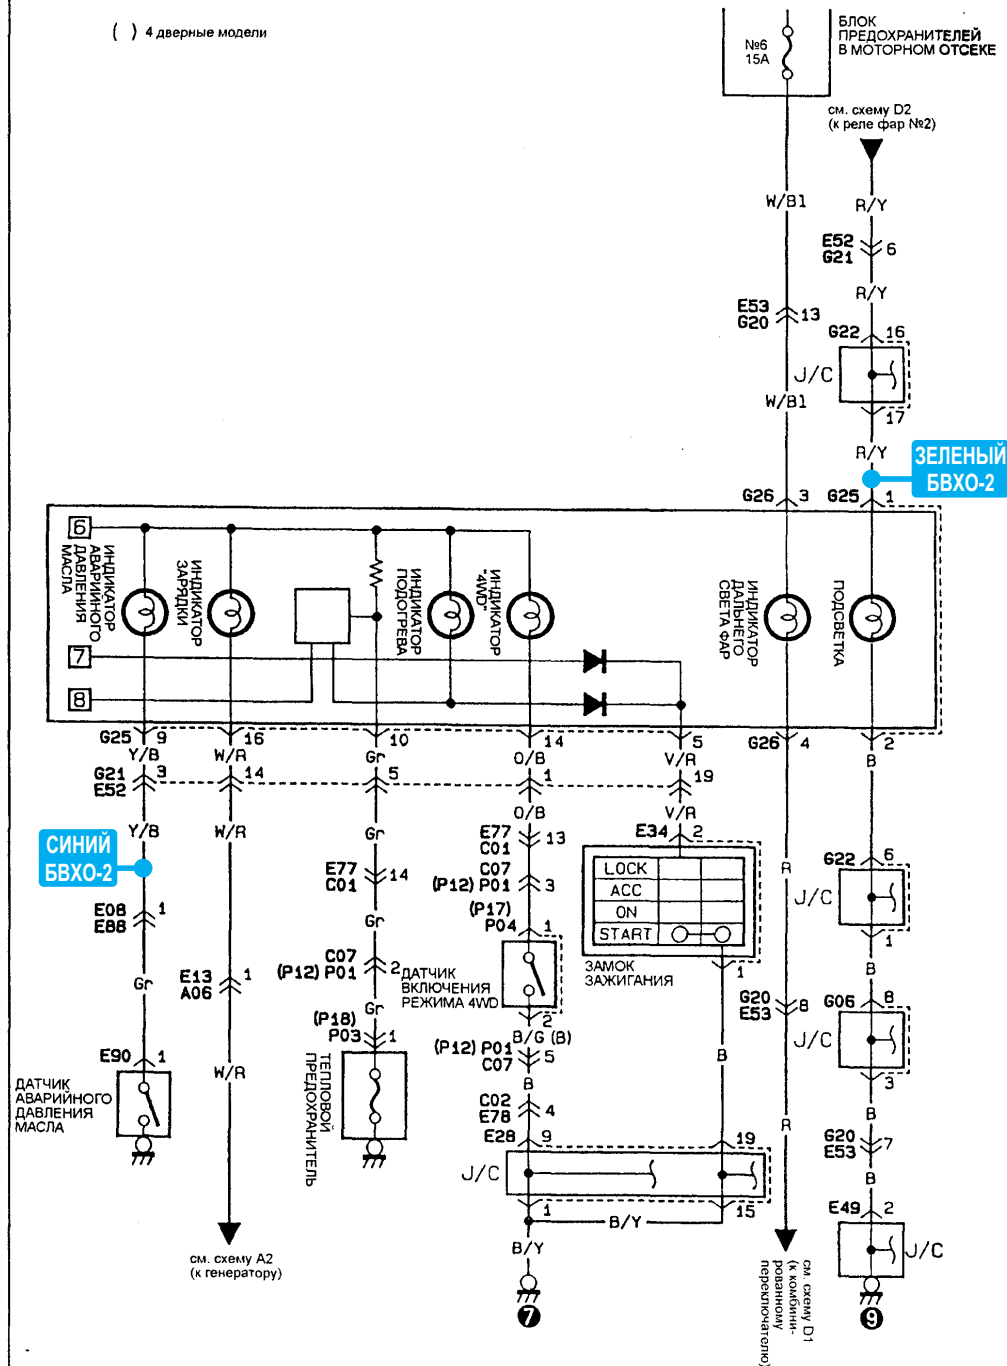 ( ) 4 дверные модели
№6
15А
БЛОК
ПРЕДОХРАНИТЕЛЕЙ
В МОТОРНОМ ОТСЕКЕ
см. схему D2
(к реле фар №2)
W/Bl
R/Y
E52
G21
6
R/Y
E53
G20
13
G22
16
J/C
W/Bl
17
R/Y
ЗЕЛЕНЫЙ
БВХО-2
G26
3
G25
1
6
7
8
ИНДИКАТОР
АВАРИЙНОГО
ДАВЛЕНИЯ
МАСЛА
ИНДИКАТОР
ЗАРЯДКИ
ИНДИКАТОР
ПОДОГРЕВА
ИНДИКАТОР
"4WD"
ИНДИКАТОР
ДАЛЬНЕГО
СВЕТА ФАР
ПОДСВЕТКА
G25
9
16
10
14
5
G26
4
2
Y/B
W/R
Gr
O/B
V/R
B
G21
E52
3
14
5
1
19
Y/B
W/R
Gr
O/B
V/R
СИНИЙ
БВХО-2
E77
C01
13
E34
2
G22
6
E77
C01
14
C07
(P12) P01
3
LOCK
ACC
ON
START
R
J/C
1
E08
E88
1
(P17)
P04
1
Gr
B
Gr
E13
A06
1
C07
(P12) P01
2
ДАТЧИК
ВКЛЮЧЕНИЯ
РЕЖИМА 4WD
ЗАМОК
ЗАЖИГАНИЯ
1
G20
E53
8
G06
8
J/C
Gr
2
(P18)
P03
1
B/G (B)
(P12) P01
C07
5
E90
1
W/R
B
B
3
ДАТЧИК
АВАРИЙНОГО
ДАВЛЕНИЯ
МАСЛА
ТЕПЛОВОЙ
ПРЕДОХРАНИТЕЛЬ
C02
E78
4
R
B
E28
9
19
G20
E53
7
J/C
B
1
15
B/Y
E49
2
B/Y
J/C
см. схему A2
(к генератору)
см. схему D1
(к комбини-
рованному
переключателю)
7
9